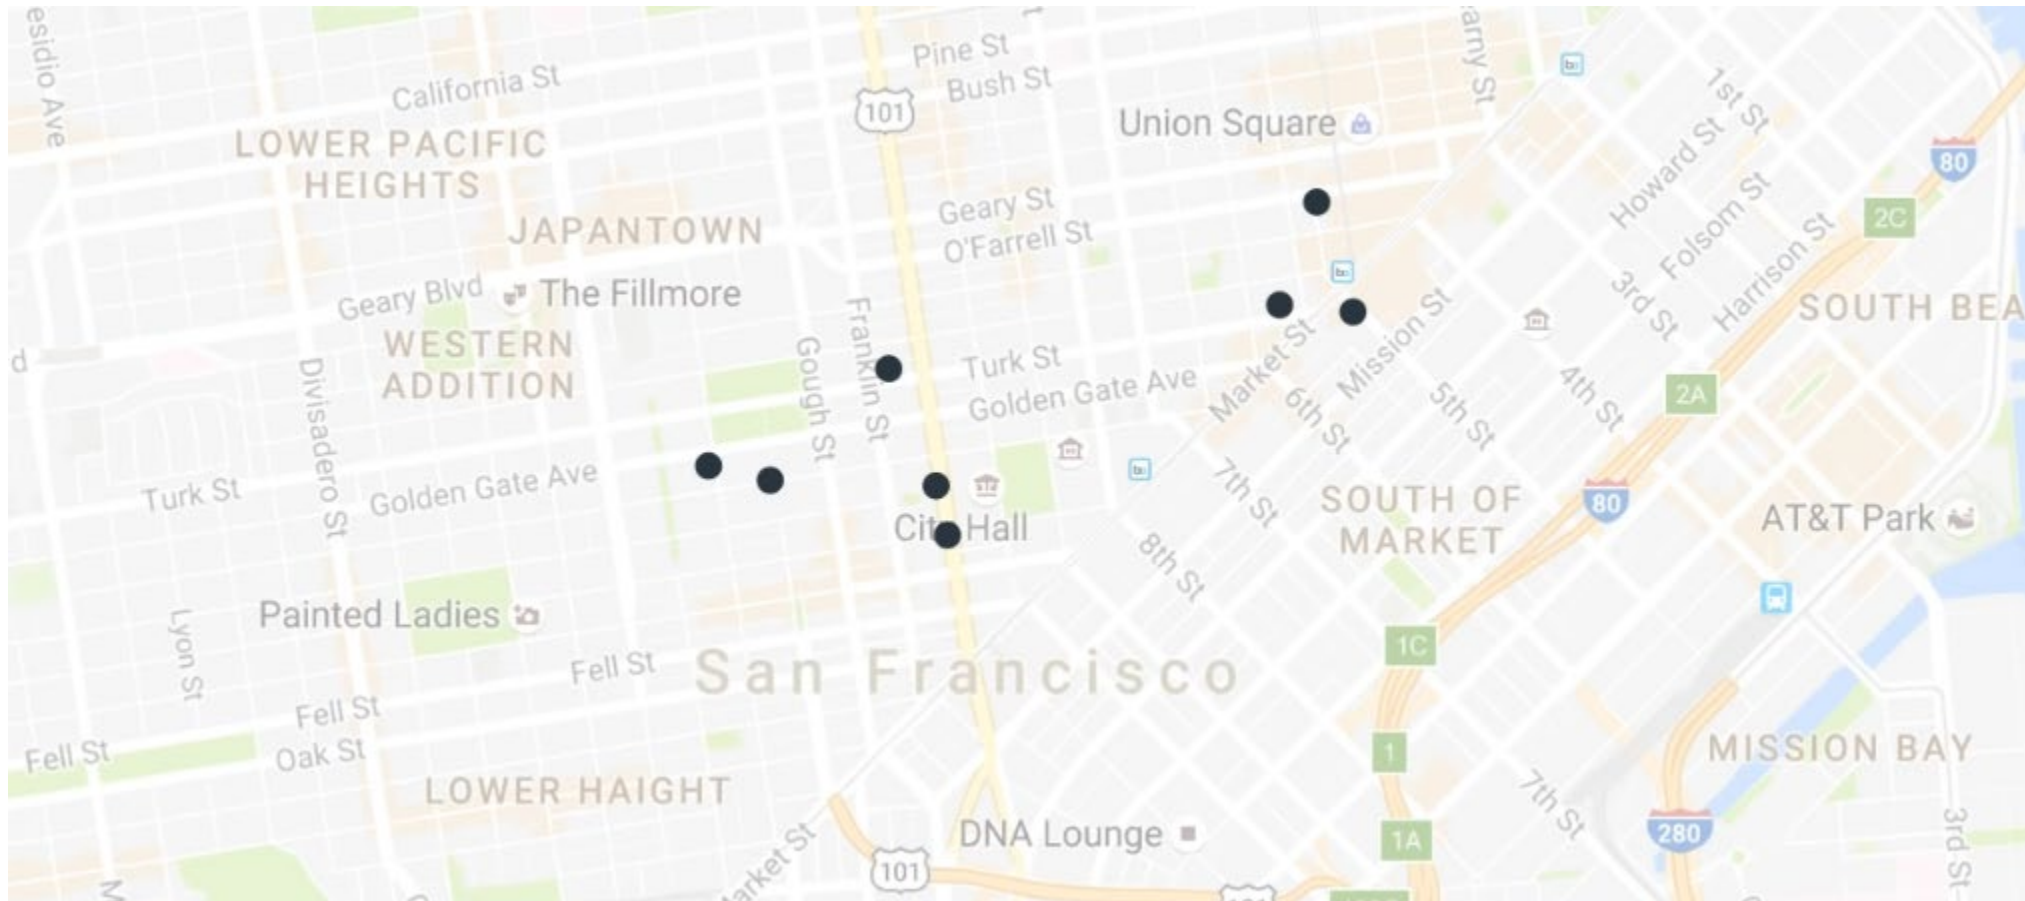 esidio Ave
California St
Pine St
Bush St
arny St
1st St
101
Union Square
LOWER PACIFIC
HEIGHTS
Howard St
80
Geary St
O'Farrell St
Folsom St
Harrison St
2C
JAPANTOWN
Geary Blvd
The Fillmore
3rd St
SOUTH BEA
WESTERN
ADDITION
d
Divisadero St
Gough St
Franklin St
Turk St
Golden Gate Ave
Market St
Mission St
6th St
5th St
4th St
2A
Turk St
Golden Gate Ave
7th St
SOUTH OF
MARKET
80
AT&T Park
City Hall
8th St
Painted Ladies
Lyon St
Fell St
San Francisco
1C
Fell St
Oak St
Fell St
1
MISSION BAY
LOWER HAIGHT
7th St
DNA Lounge
1A
280
3rd St
arket St
101